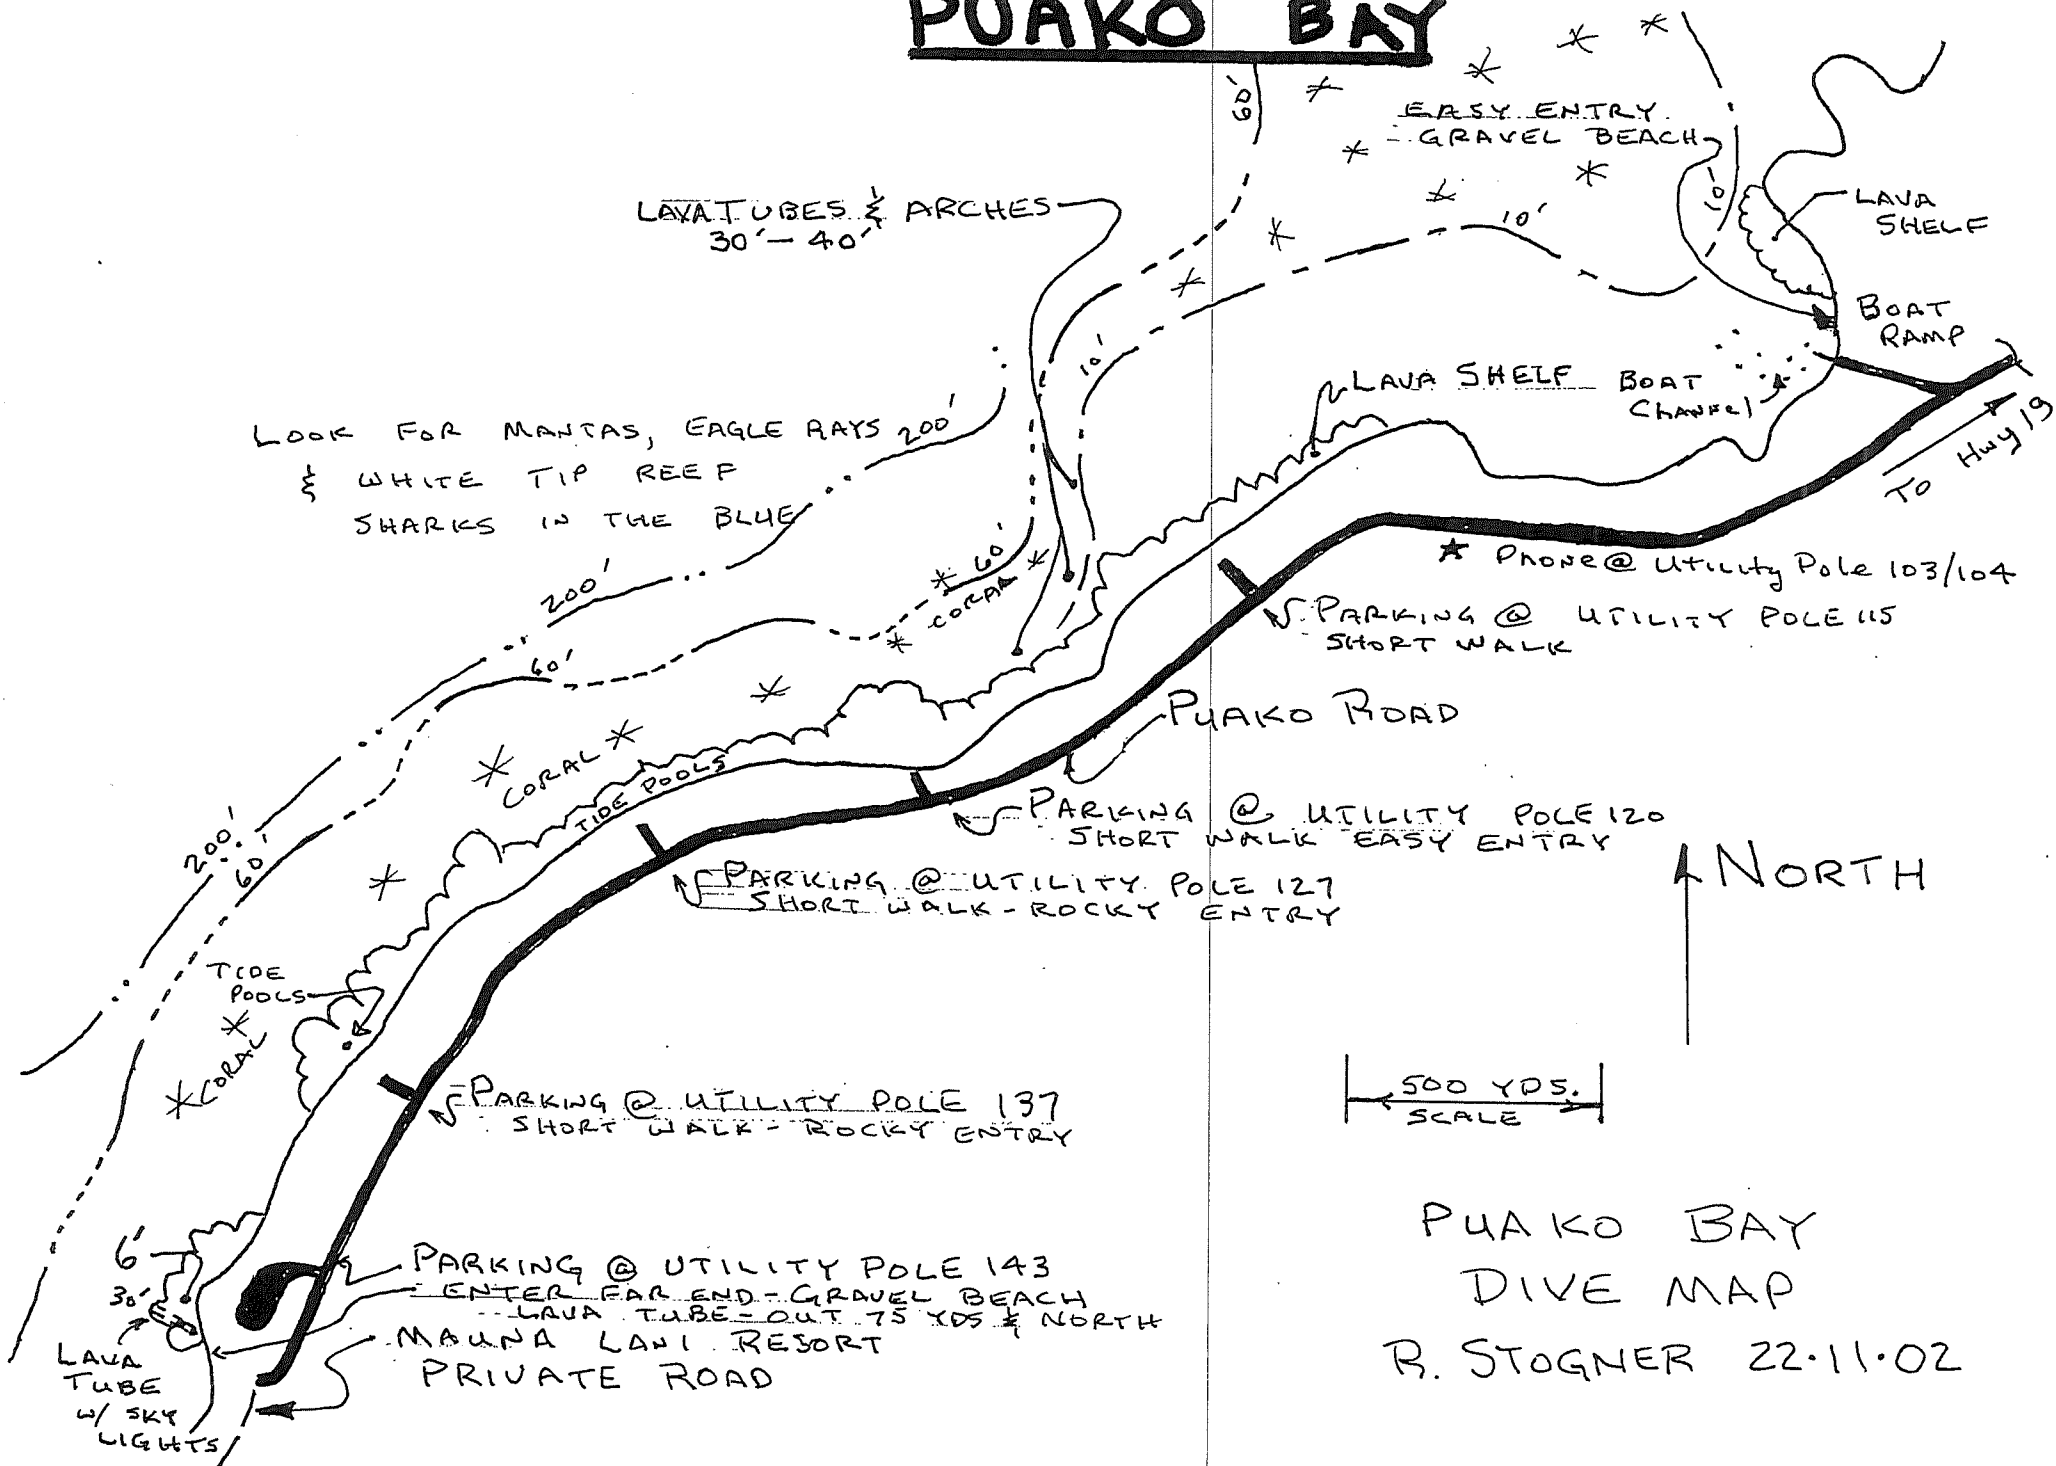 PUAKO BAY
60'
EASY ENTRY
GRAVEL BEACH
10'
LAVA TUBES & ARCHES
30' - 40'
10'
LAVA
SHELF
BOAT
RAMP
10'
LAVA SHELF
BOAT
CHANNEL
TO HWY 19
LOOK FOR MANTAS, EAGLE RAYS
& WHITE TIP REEF
SHARKS IN THE BLUE
200'
60'
CORAL
200'
60'
★ PHONE @ UTILITY POLE 103/104
PARKING @ UTILITY POLE 115
SHORT WALK
PUAKO ROAD
CORAL
TIDE POOLS
PARKING @ UTILITY POLE 120
SHORT WALK EASY ENTRY
200'
60'
PARKING @ UTILITY POLE 127
SHORT WALK - ROCKY ENTRY
NORTH
TIDE
POOLS
CORAL
PARKING @ UTILITY POLE 137
SHORT WALK - ROCKY ENTRY
500 YDS.
SCALE
6'
30'
LAVA
TUBE
W/ SKY
LIGHTS
PARKING @ UTILITY POLE 143
ENTER FAR END - GRAVEL BEACH
LAVA TUBE - OUT 75 YDS & NORTH
MAUNA LANI RESORT
PRIVATE ROAD
PUAKO BAY
DIVE MAP
R. STOGNER 22·11·02